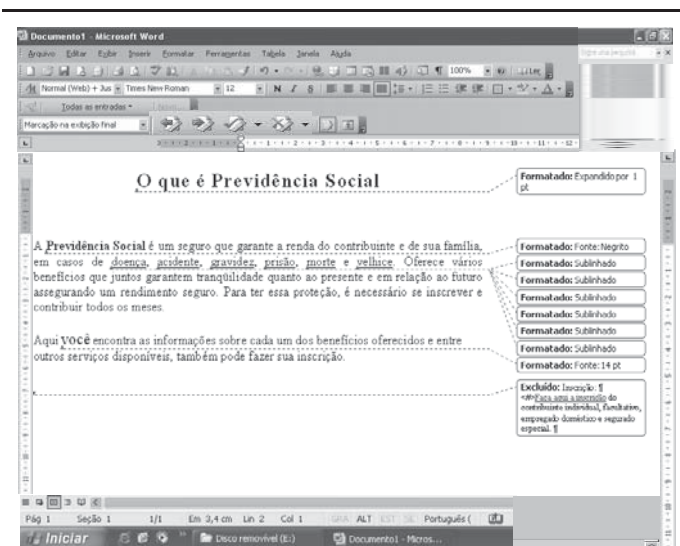 Documento1 - Microsoft Word
Arquivo Editar Exibir Inserir Formatar Ferramentas Tabela Janela Ajuda
100%
Normal (Web) + Jus Times New Roman 12 N I S
Todas as entradas
Marcação na exibição final
O que é Previdência Social
Formatado: Expandido por 1
pt
A Previdência Social é um seguro que garante a renda do contribuinte e de sua família,
em casos de doença, acidente, gravidez, prisão, morte e velhice. Oferece vários
benefícios que juntos garantem tranqüilidade quanto ao presente e em relação ao futuro
assegurando um rendimento seguro. Para ter essa proteção, é necessário se inscrever e
contribuir todos os meses.
Aqui você encontra as informações sobre cada um dos benefícios oferecidos e entre
outros serviços disponíveis, também pode fazer sua inscrição.
Formatado: Fonte: Negrito
Formatado: Sublinhado
Formatado: Sublinhado
Formatado: Sublinhado
Formatado: Sublinhado
Formatado: Sublinhado
Formatado: Sublinhado
Formatado: Fonte: 14 pt
Excluído: Inscrição: ¶
<#>Faça aqui a inscrição do
contribuinte individual, facultativo,
empregado doméstico e segurado
especial. ¶
Pág 1 Seção 1 1/1 Em 3,4 cm Lin 2 Col 1 GRA ALT EST SE Português (
Iniciar Disco removível (E:) Documento1 - Micros...